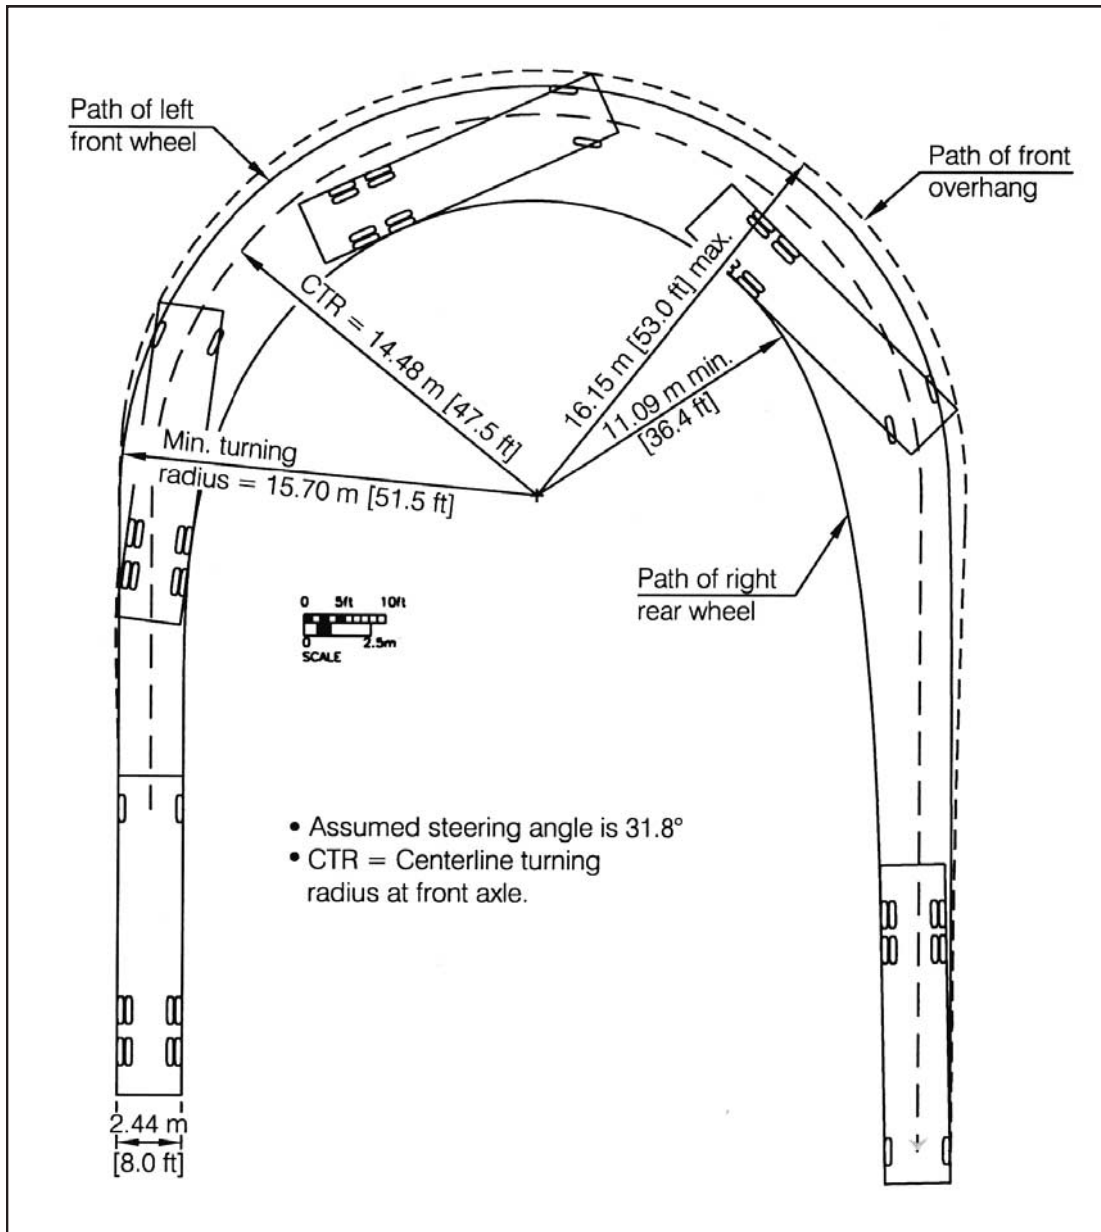 Path of left
front wheel
Path of front
overhang
CTR = 14.48 m [47.5 ft]
16.15 m [53.0 ft] max.
11.09 m min.
[36.4 ft]
Min. turning
radius = 15.70 m [51.5 ft]
Path of right
rear wheel
0 5ft 10ft
0 2.5m
SCALE
• Assumed steering angle is 31.8°
• CTR = Centerline turning
radius at front axle.
2.44 m
[8.0 ft]